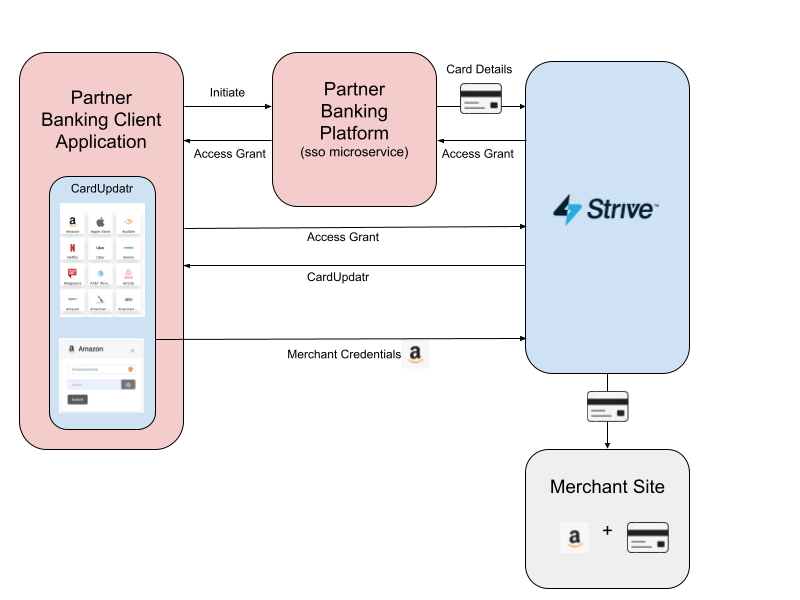 Partner
Banking Client
Application
CardUpdatr
a
Amazon
Apple Store
Audible
N
Netflix
Uber
Uber
Venmo
Walgreens
AT&T Wire...
Airbnb
Amazon
American ...
American ...
a Amazon
Submit
Initiate
Access Grant
Partner
Banking
Platform
(sso microservice)
Card Details
Access Grant
Access Grant
CardUpdatr
Merchant Credentials a
Strive™
Merchant Site
a +